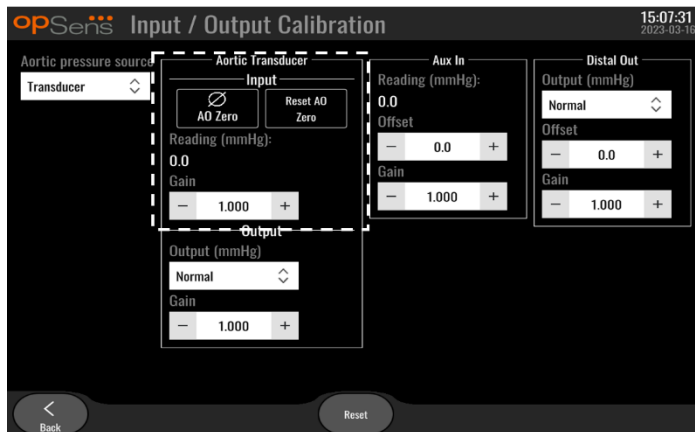 opSens Input / Output Calibration
15:07:31
2023-03-16
Aortic pressure source
Transducer
Aortic Transducer
Input
AO Zero
Reset AO
Zero
Reading (mmHg):
0.0
Gain
− 1.000 +
Output
Output (mmHg)
Normal
Gain
− 1.000 +
Aux In
Reading (mmHg):
0.0
Offset
− 0.0 +
Gain
− 1.000 +
Distal Out
Output (mmHg)
Normal
Offset
− 0.0 +
Gain
− 1.000 +
Back
Reset